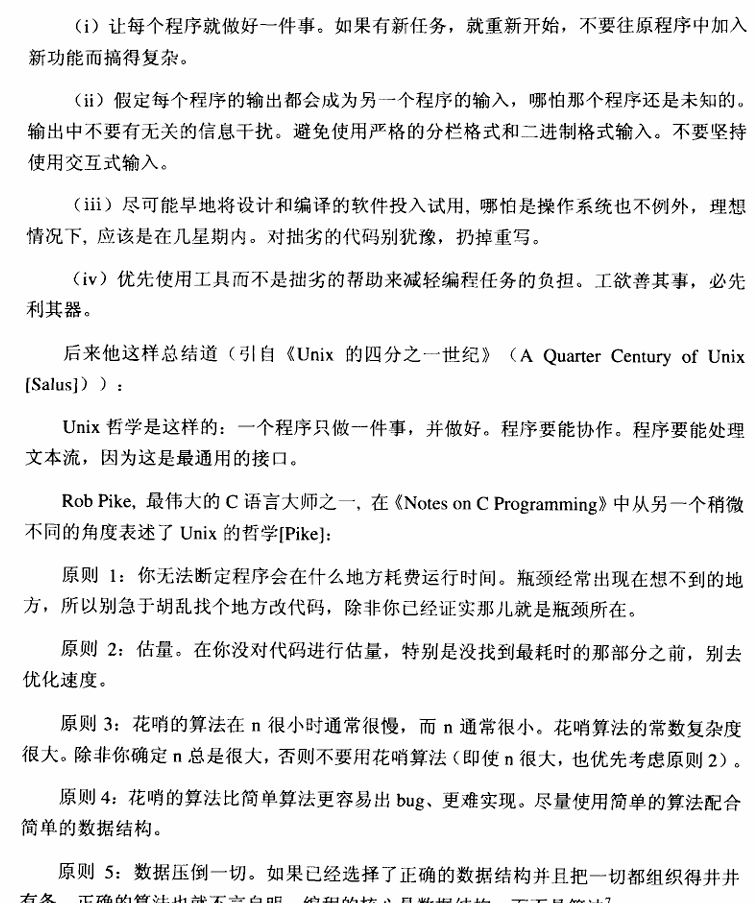 （i）让每个程序就做好一件事。如果有新任务，就重新开始，不要往原程序中加入
新功能而搞得复杂。
（ii）假定每个程序的输出都会成为另一个程序的输入，哪怕那个程序还是未知的。
输出中不要有无关的信息干扰。避免使用严格的分栏格式和二进制格式输入。不要坚持
使用交互式输入。
（iii）尽可能早地将设计和编译的软件投入试用, 哪怕是操作系统也不例外，理想
情况下, 应该是在几星期内。对拙劣的代码别犹豫，扔掉重写。
（iv）优先使用工具而不是拙劣的帮助来减轻编程任务的负担。工欲善其事，必先
利其器。
后来他这样总结道（引自《Unix 的四分之一世纪》（A Quarter Century of Unix
[Salus]））：
Unix 哲学是这样的：一个程序只做一件事，并做好。程序要能协作。程序要能处理
文本流，因为这是最通用的接口。
Rob Pike, 最伟大的 C 语言大师之一, 在《Notes on C Programming》中从另一个稍微
不同的角度表述了 Unix 的哲学[Pike]：
原则 1：你无法断定程序会在什么地方耗费运行时间。瓶颈经常出现在想不到的地
方，所以别急于胡乱找个地方改代码，除非你已经证实那儿就是瓶颈所在。
原则 2：估量。在你没对代码进行估量，特别是没找到最耗时的那部分之前，别去
优化速度。
原则 3：花哨的算法在 n 很小时通常很慢，而 n 通常很小。花哨算法的常数复杂度
很大。除非你确定 n 总是很大，否则不要用花哨算法（即使 n 很大，也优先考虑原则 2）。
原则 4：花哨的算法比简单算法更容易出 bug、更难实现。尽量使用简单的算法配合
简单的数据结构。
原则 5：数据压倒一切。如果已经选择了正确的数据结构并且把一切都组织得井井
有条，正确的算法也就不言自明。编程的核心是数据结构，而不是算法